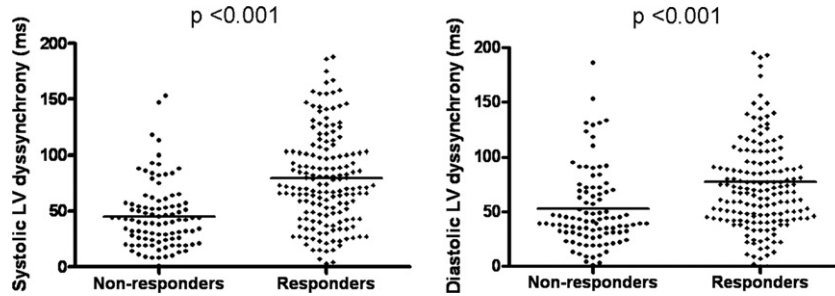 p <0.001
Systolic LV dyssynchrony (ms)
200
150
100
50
0
Non-responders
Responders
p <0.001
Diastolic LV dyssynchrony (ms)
200
150
100
50
0
Non-responders
Responders